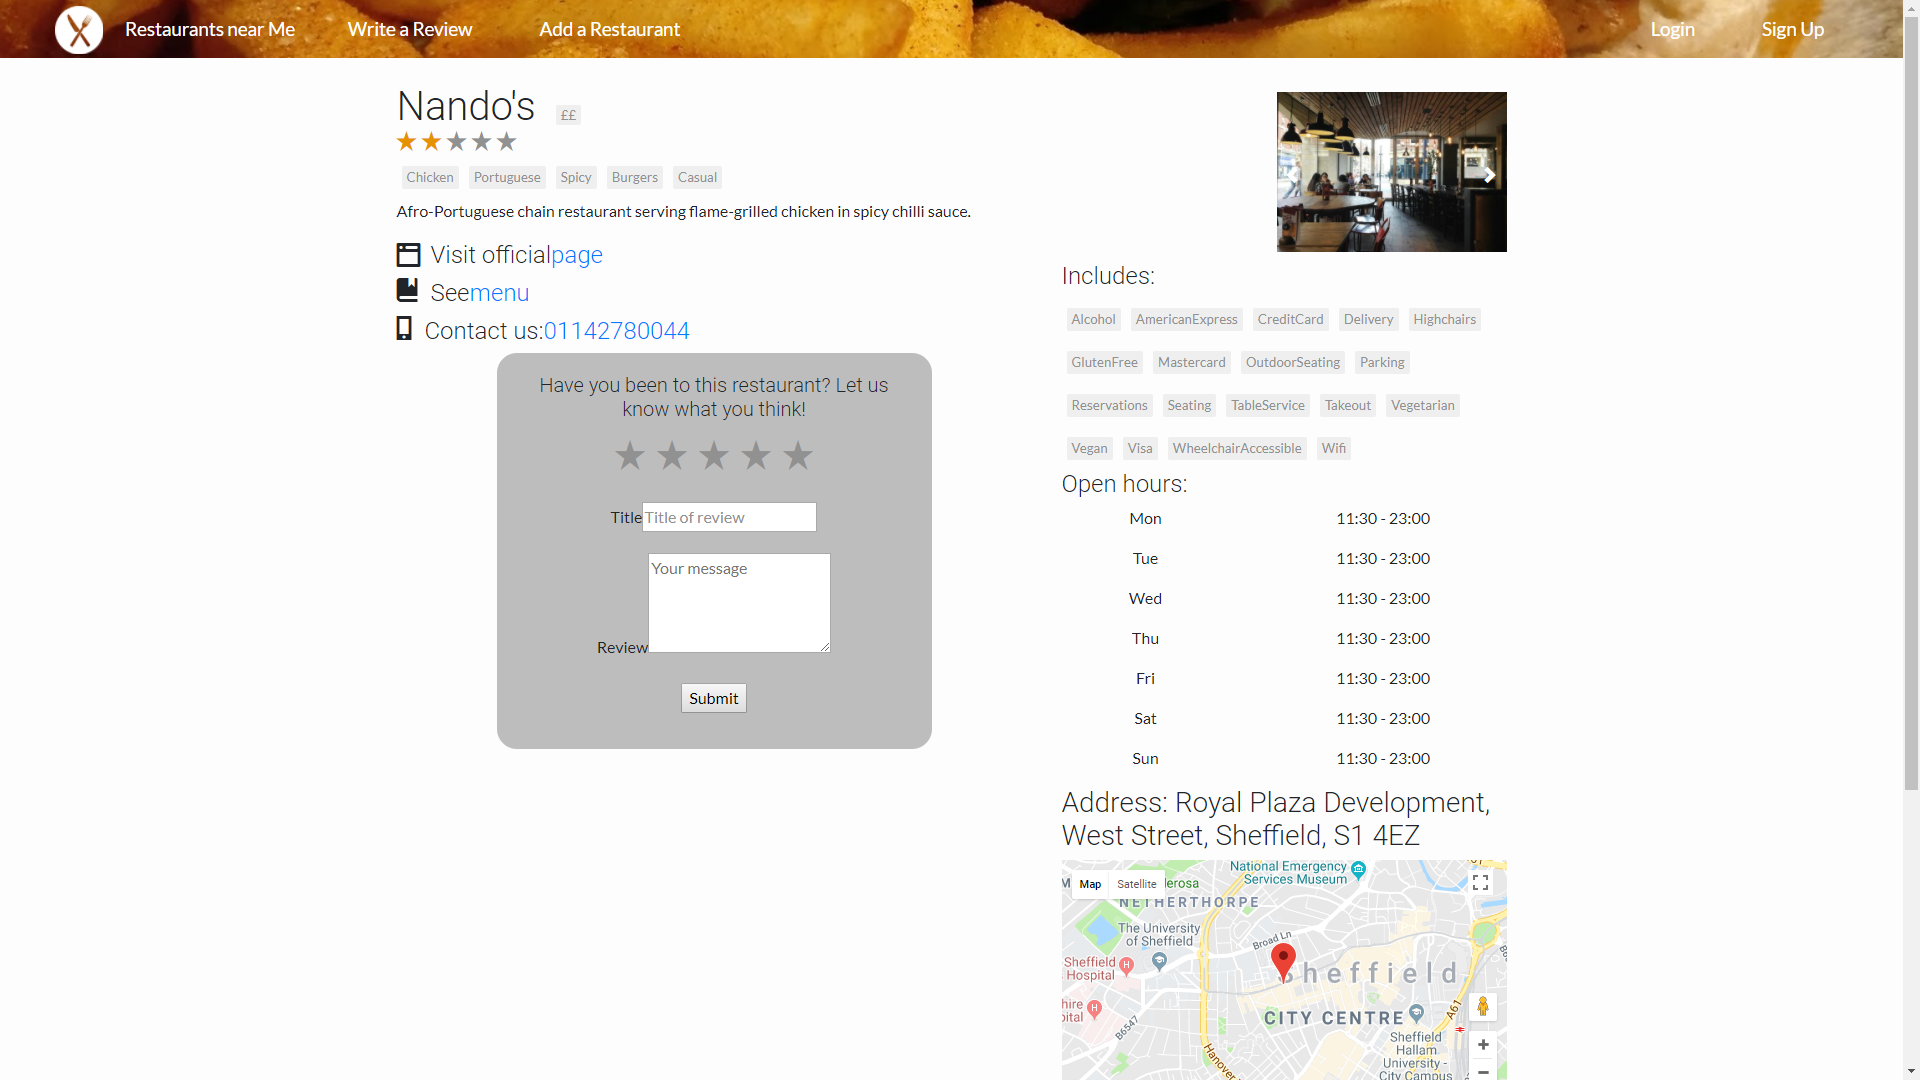 Restaurants near Me
Write a Review
Add a Restaurant
Login
Sign Up
Nando's
££
Chicken
Portuguese
Spicy
Burgers
Casual
Afro-Portuguese chain restaurant serving flame-grilled chicken in spicy chilli sauce.
Visit officialpage
Seemenu
Contact us:01142780044
Have you been to this restaurant? Let us
know what you think!
Title
Title of review
Your message
Review
Submit
Includes:
Alcohol
AmericanExpress
CreditCard
Delivery
Highchairs
GlutenFree
Mastercard
OutdoorSeating
Parking
Reservations
Seating
TableService
Takeout
Vegetarian
Vegan
Visa
WheelchairAccessible
Wifi
Open hours:
Mon 11:30 - 23:00
Tue 11:30 - 23:00
Wed 11:30 - 23:00
Thu 11:30 - 23:00
Fri 11:30 - 23:00
Sat 11:30 - 23:00
Sun 11:30 - 23:00
Address: Royal Plaza Development,
West Street, Sheffield, S1 4EZ
National Emergency
Services Museum
Map
Satellite
NETHERTHORPE
The University
of Sheffield
Broad Ln
Sheffield
Hospital
Sheffield
CITY CENTRE
A61
B6547
Hanover
Sheffield
Hallam
University -
City Campus